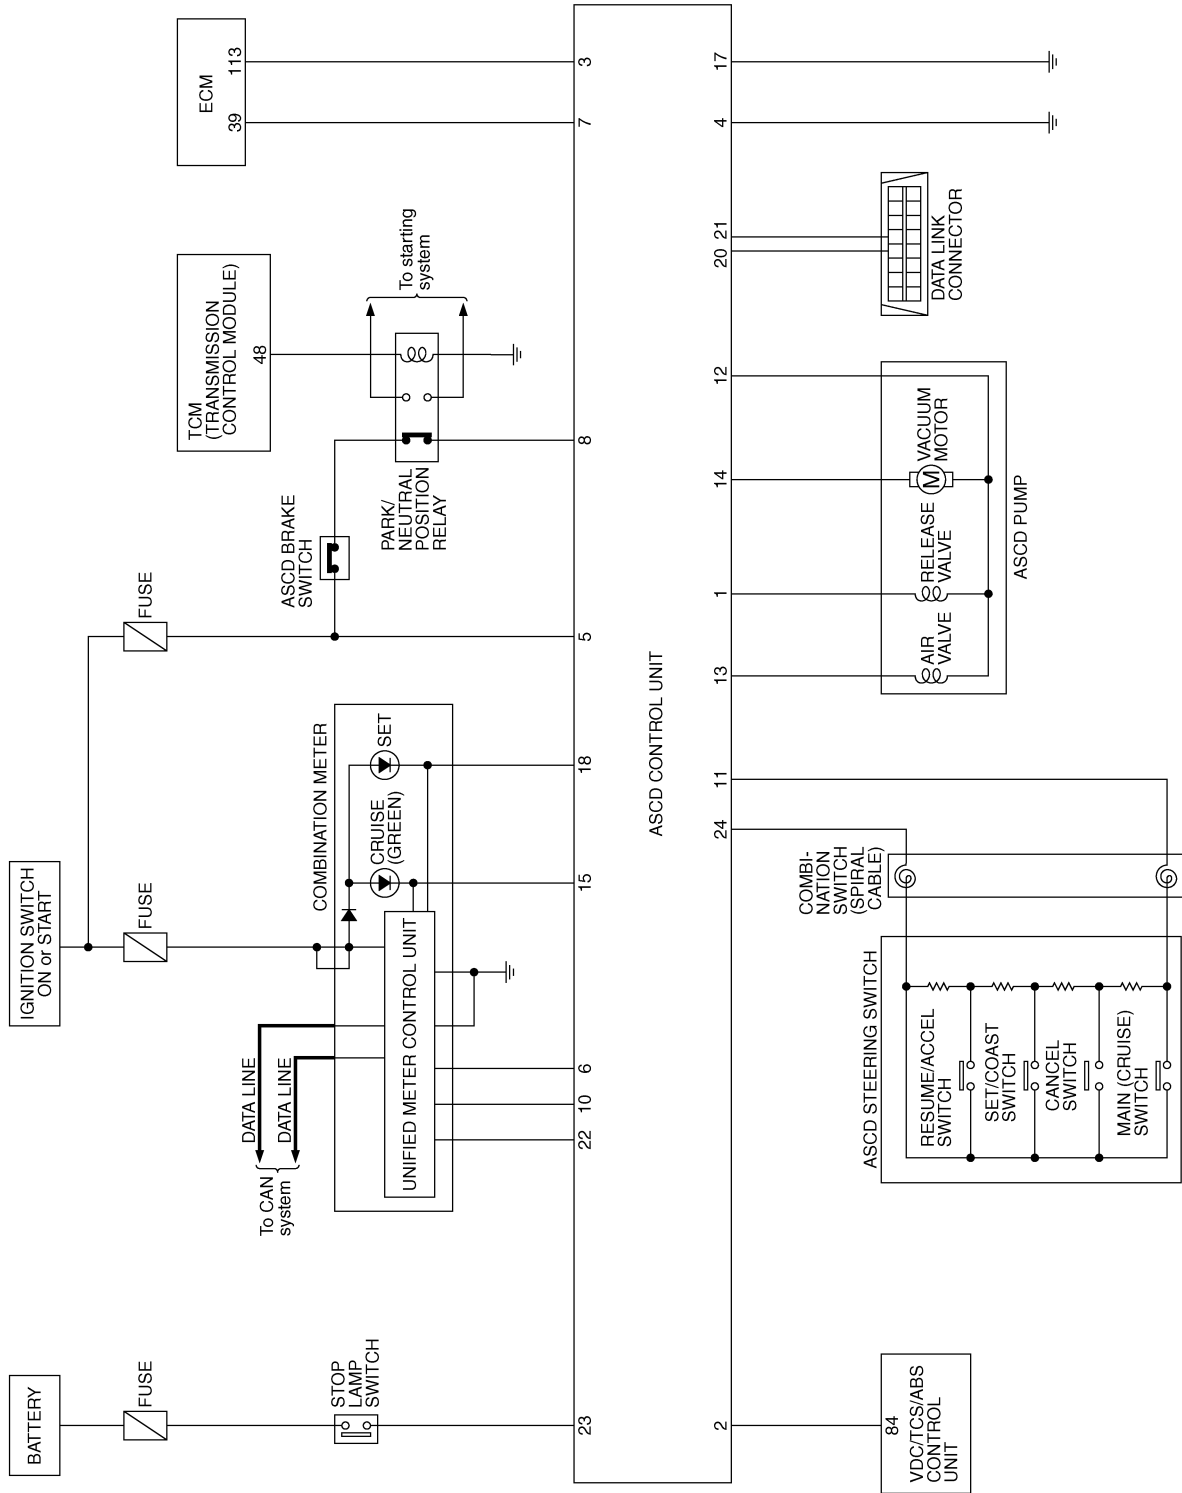 BATTERY
IGNITION SWITCH
ON or START
FUSE
FUSE
FUSE
STOP
LAMP
SWITCH
To CAN
system
DATA LINE
DATA LINE
COMBINATION METER
UNIFIED METER CONTROL UNIT
CRUISE
(GREEN)
SET
ASCD BRAKE
SWITCH
PARK/
NEUTRAL
POSITION
RELAY
TCM
(TRANSMISSION
CONTROL MODULE)
48
To starting
system
ECM
39
113
23
22
10
6
15
18
5
8
7
3
ASCD CONTROL UNIT
2
24
11
13
1
14
12
20
21
4
17
84
VDC/TCS/ABS
CONTROL
UNIT
COMBI-
NATION
SWITCH
(SPIRAL
CABLE)
ASCD STEERING SWITCH
RESUME/ACCEL
SWITCH
SET/COAST
SWITCH
CANCEL
SWITCH
MAIN (CRUISE)
SWITCH
AIR
VALVE
RELEASE
VALVE
VACUUM
MOTOR
M
ASCD PUMP
DATA LINK
CONNECTOR